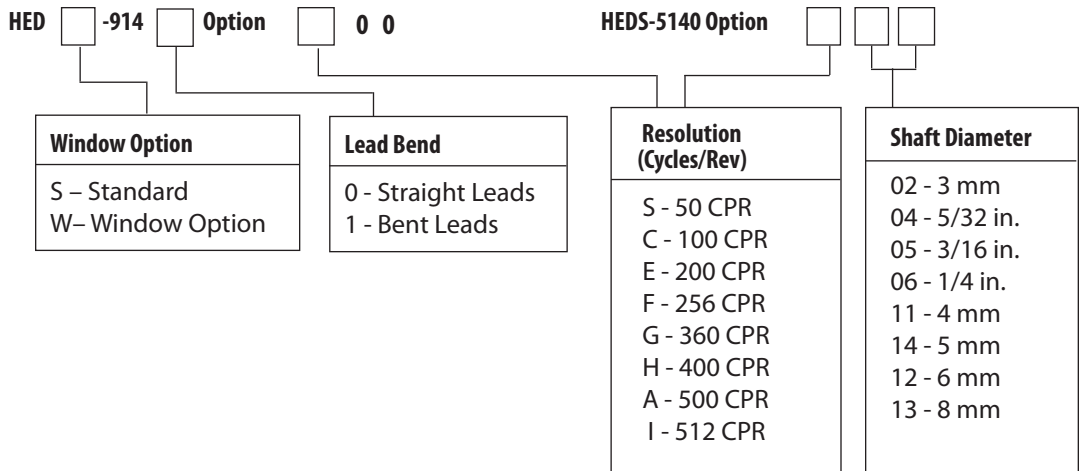 HED -914 Option 0 0 HEDS-5140 Option
Window Option
S – Standard
W– Window Option
Lead Bend
0 - Straight Leads
1 - Bent Leads
Resolution
(Cycles/Rev)
S - 50 CPR
C - 100 CPR
E - 200 CPR
F - 256 CPR
G - 360 CPR
H - 400 CPR
A - 500 CPR
I - 512 CPR
Shaft Diameter
02 - 3 mm
04 - 5/32 in.
05 - 3/16 in.
06 - 1/4 in.
11 - 4 mm
14 - 5 mm
12 - 6 mm
13 - 8 mm